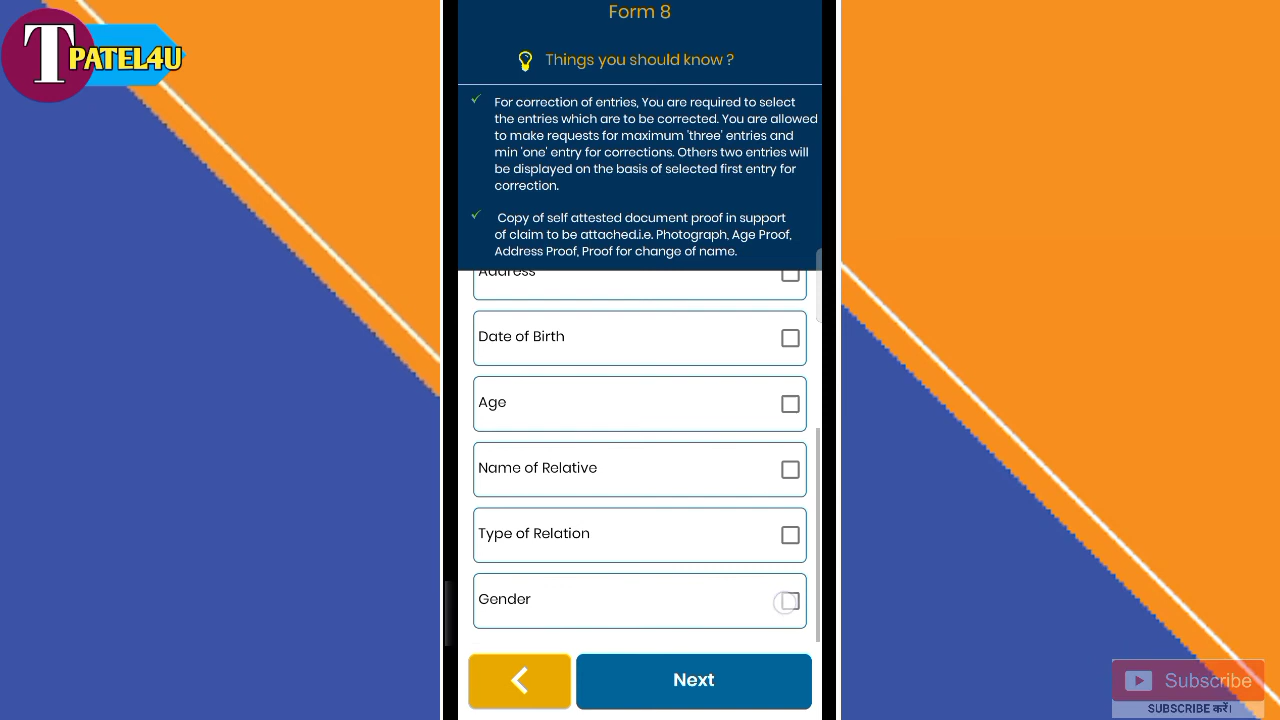 TPATEL4U
Form 8
Things you should know ?
For correction of entries, You are required to select
the entries which are to be corrected. You are allowed
to make requests for maximum 'three' entries and
min 'one' entry for corrections. Others two entries will
be displayed on the basis of selected first entry for
correction.
Copy of self attested document proof in support
of claim to be attached.i.e. Photograph, Age Proof,
Address Proof, Proof for change of name.
Address
Date of Birth
Age
Name of Relative
Type of Relation
Gender
Next
Subscribe
SUBSCRIBE करें।